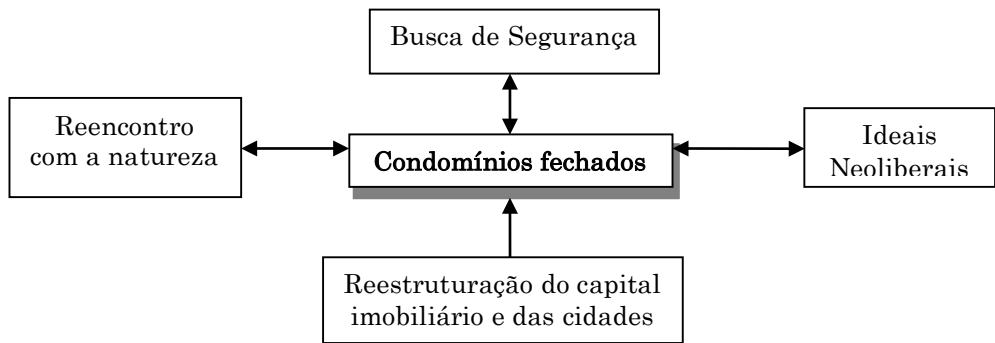 Busca de Segurança
Reencontro
com a natureza
Condomínios fechados
Ideais
Neoliberais
Reestruturação do capital
imobiliário e das cidades